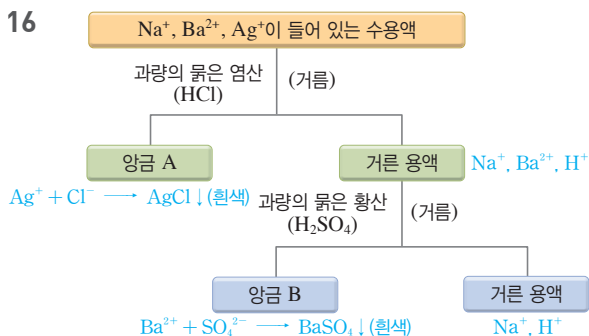 16
Na⁺, Ba²⁺, Ag⁺이 들어 있는 수용액
과량의 묽은 염산
(HCl)
(거름)
앙금 A
거른 용액
Na⁺, Ba²⁺, H⁺
Ag⁺ + Cl⁻ ⟶ AgCl↓(흰색)
과량의 묽은 황산
(H₂SO₄)
(거름)
앙금 B
거른 용액
Ba²⁺ + SO₄²⁻ ⟶ BaSO₄↓(흰색)
Na⁺, H⁺